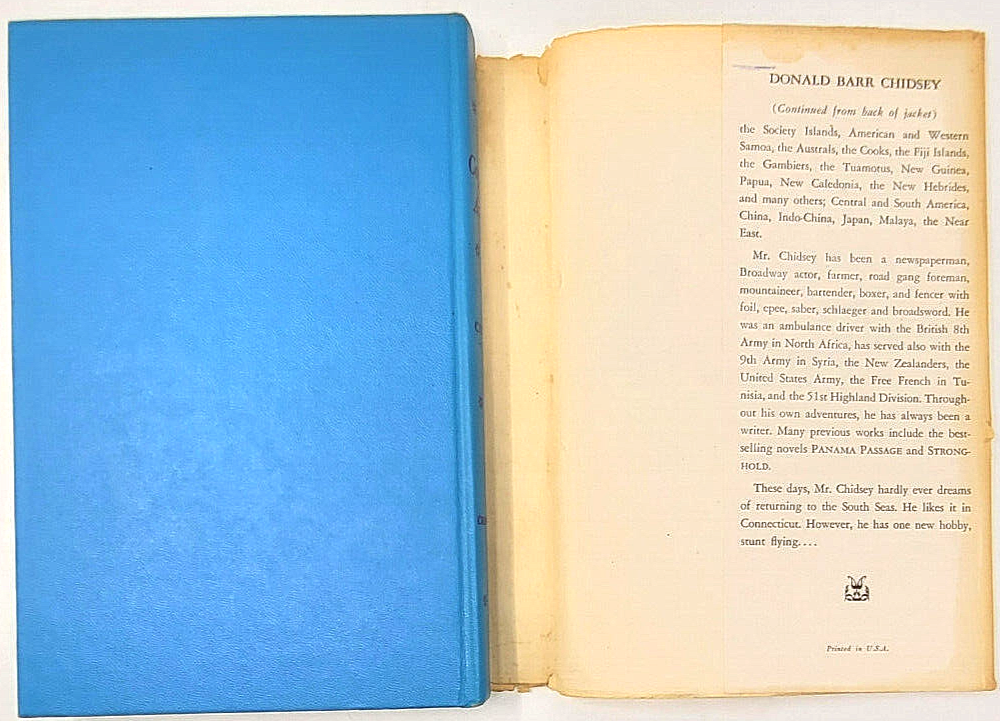 DONALD BARR CHIDSEY
(Continued from back of jacket)
the Society Islands, American and Western
Samoa, the Australs, the Cooks, the Fiji Islands,
the Gambiers, the Tuamotus, New Guinea,
Papua, New Caledonia, the New Hebrides,
and many others; Central and South America,
China, Indo-China, Japan, Malaya, the Near
East.
Mr. Chidsey has been a newspaperman,
Broadway actor, farmer, road gang foreman,
mountaineer, bartender, boxer, and fencer with
foil, epee, saber, schlaeger and broadsword. He
was an ambulance driver with the British 8th
Army in North Africa, has served also with the
9th Army in Syria, the New Zealanders, the
United States Army, the Free French in Tu-
nisia, and the 51st Highland Division. Through-
out his own adventures, he has always been a
writer. Many previous works include the best-
selling novels PANAMA PASSAGE and STRONG-
HOLD.
These days, Mr. Chidsey hardly ever dreams
of returning to the South Seas. He likes it in
Connecticut. However, he has one new hobby,
stunt flying....
Printed in U.S.A.